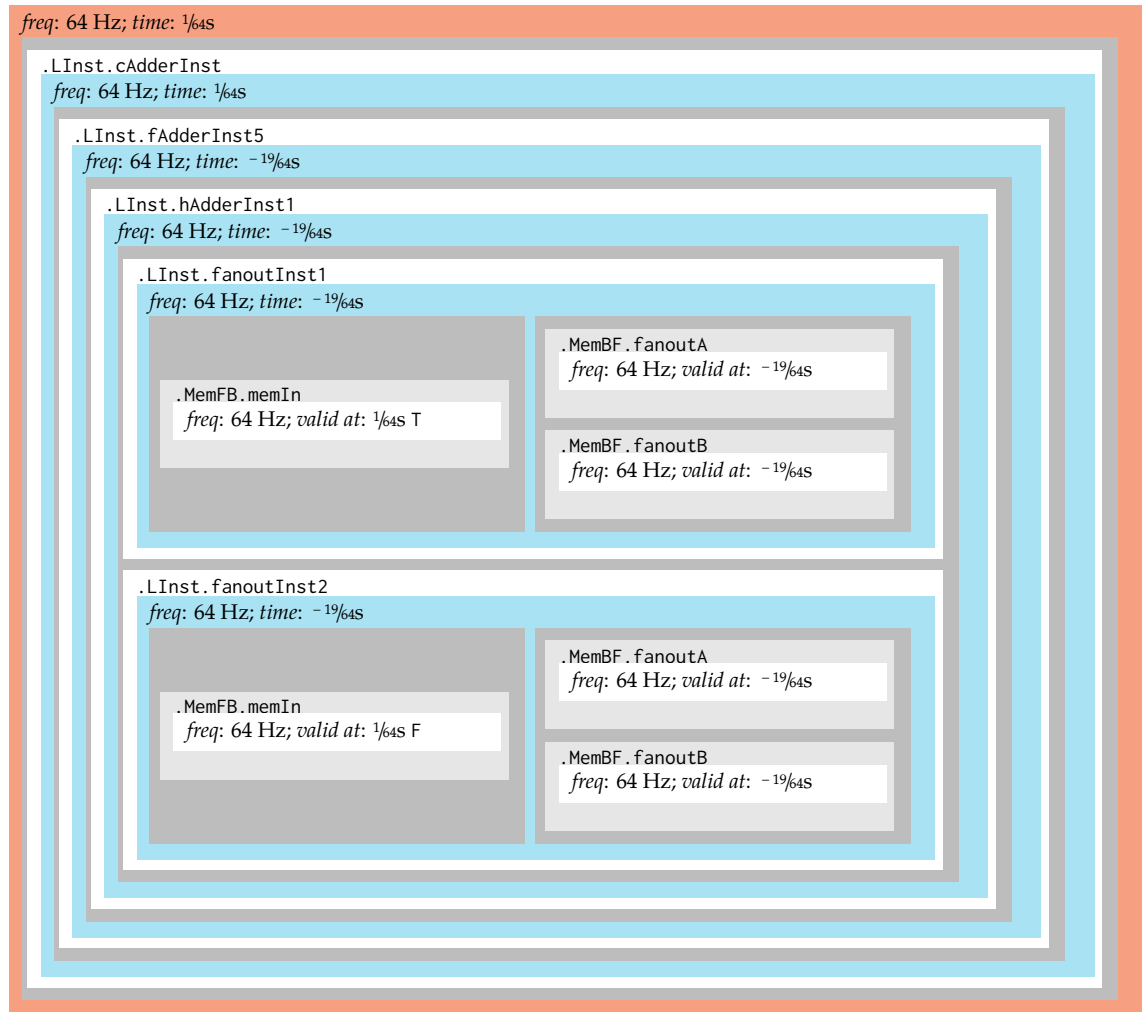 freq: 64 Hz; time: 1⁄64s
.LInst.cAdderInst
freq: 64 Hz; time: 1⁄64s
.LInst.fAdderInst5
freq: 64 Hz; time: −19⁄64s
.LInst.hAdderInst1
freq: 64 Hz; time: −19⁄64s
.LInst.fanoutInst1
freq: 64 Hz; time: −19⁄64s
.MemFB.memIn
freq: 64 Hz; valid at: 1⁄64s T
.MemBF.fanoutA
freq: 64 Hz; valid at: −19⁄64s
.MemBF.fanoutB
freq: 64 Hz; valid at: −19⁄64s
.LInst.fanoutInst2
freq: 64 Hz; time: −19⁄64s
.MemFB.memIn
freq: 64 Hz; valid at: 1⁄64s F
.MemBF.fanoutA
freq: 64 Hz; valid at: −19⁄64s
.MemBF.fanoutB
freq: 64 Hz; valid at: −19⁄64s